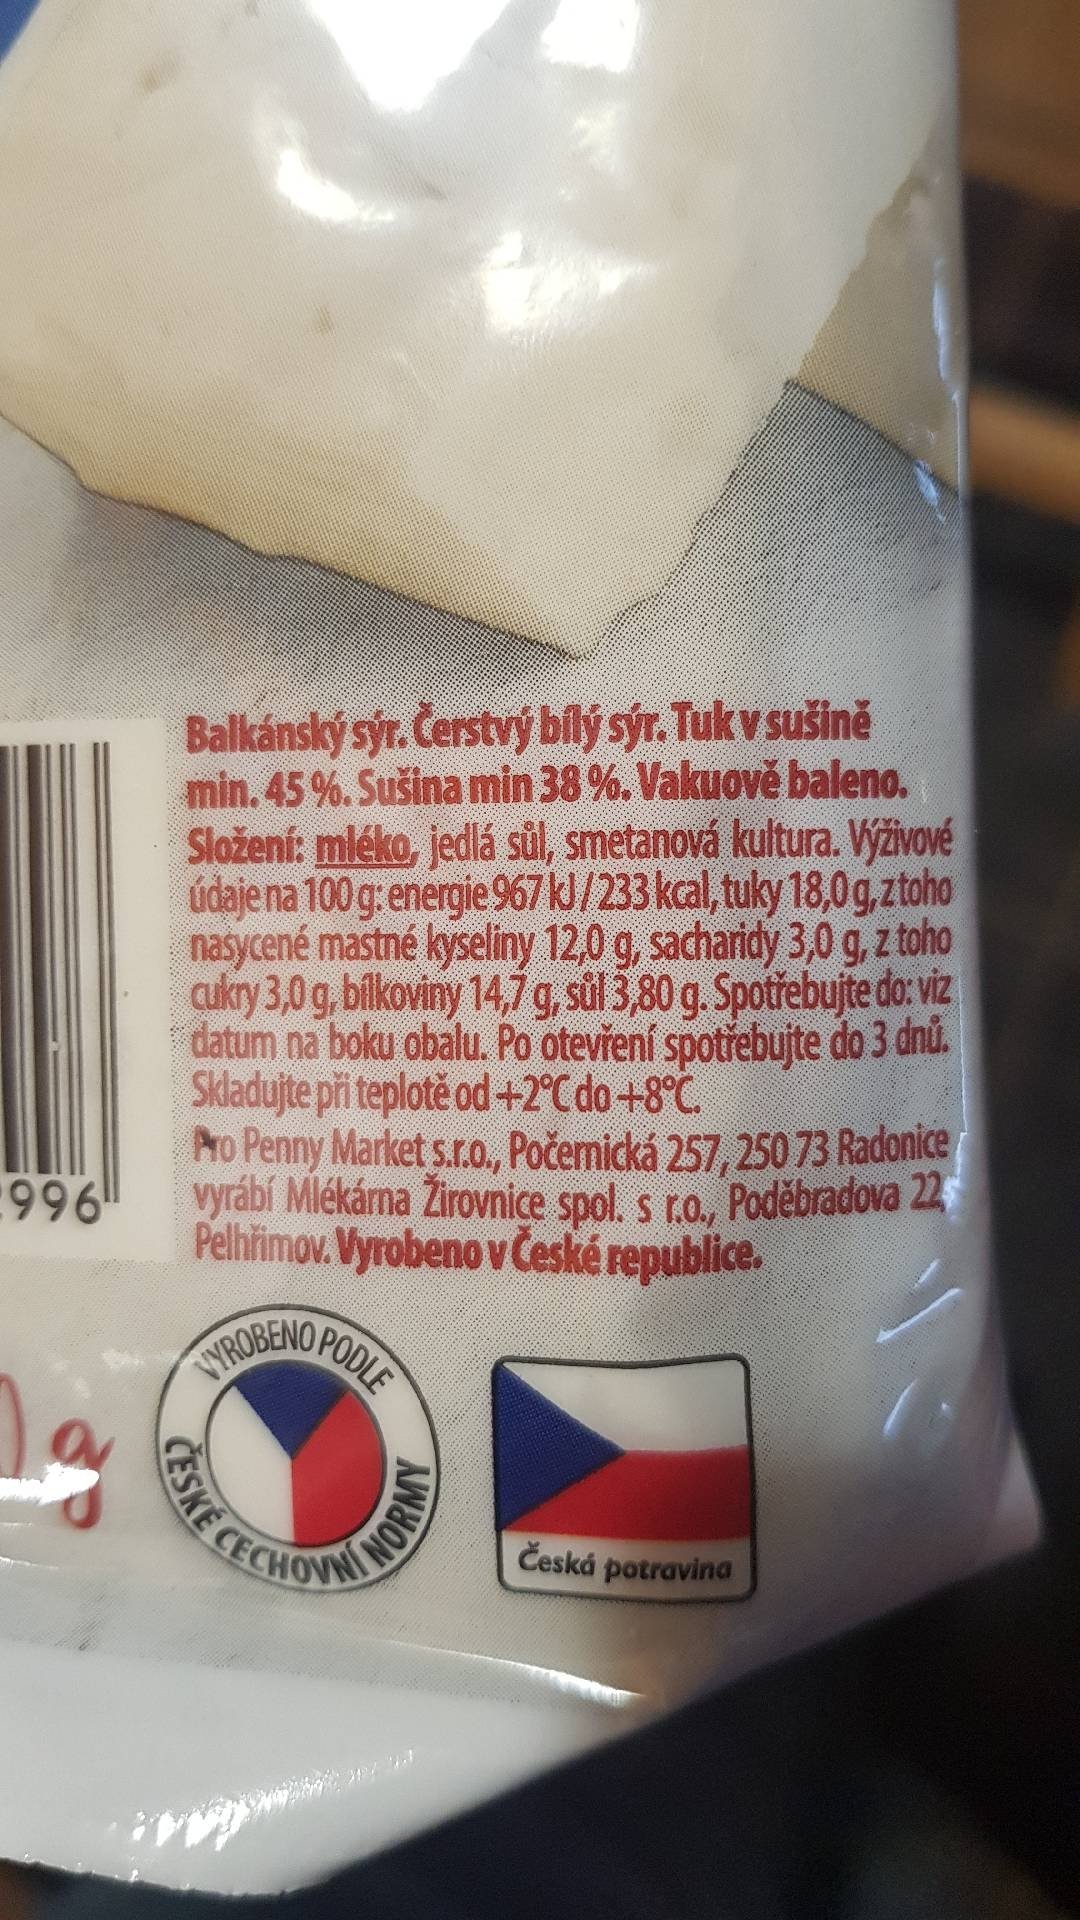 Balkánský sýr. Čerstvý bílý sýr. Tuk v sušině
min. 45 %. Sušina min 38 %. Vakuově baleno.
Složení: mléko, jedlá sůl, smetanová kultura. Výživové
údaje na 100 g: energie 967 kJ/233 kcal, tuky 18,0 g, z toho
nasycené mastné kyseliny 12,0 g, sacharidy 3,0 g, z toho
cukry 3,0 g, bílkoviny 14,7 g, sůl 3,80 g. Spotřebujte do: viz
datum na boku obalu. Po otevření spotřebujte do 3 dnů.
Skladujte při teplotě od +2°C do +8°C.
Pro Penny Market s.r.o., Počernická 257, 250 73 Radonice
vyrábí Mlékárna Žirovnice spol. s r.o., Poděbradova 22,
Pelhřimov. Vyrobeno v České republice.
996
g
VYROBENO PODLE
ČESKÉ CECHOVNÍ NORMY
Česká potravina